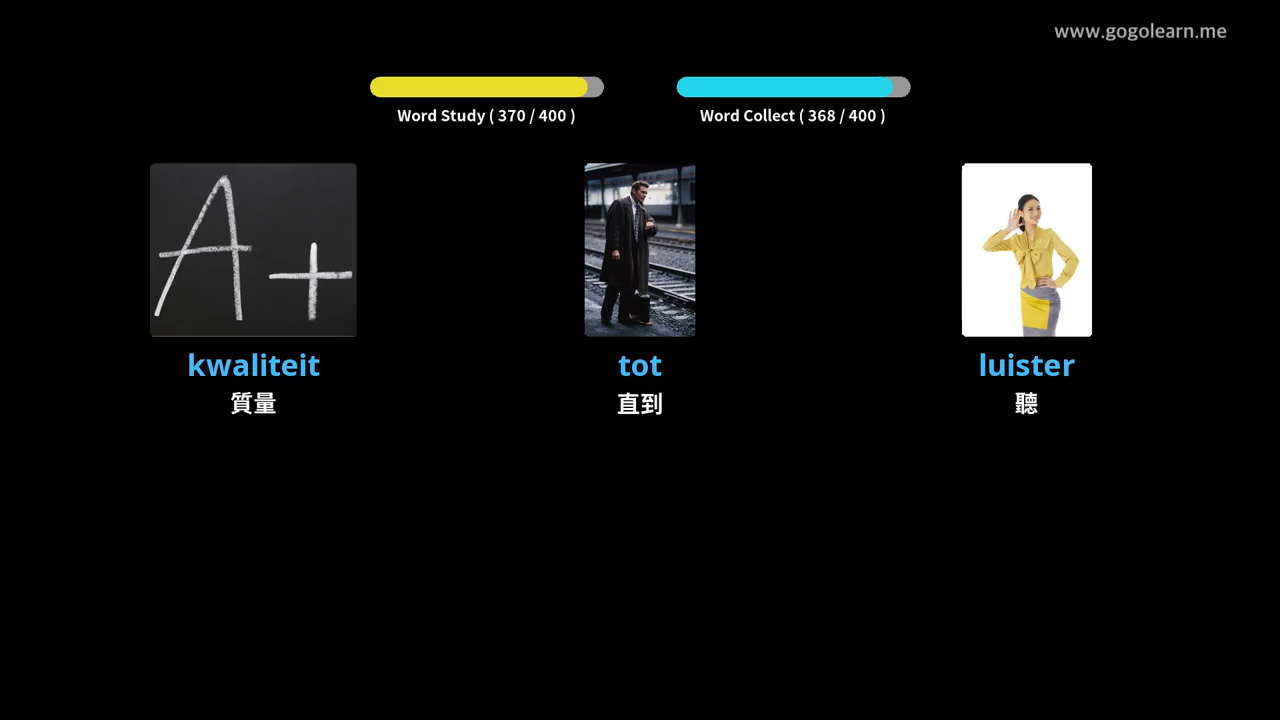 www.gogolearn.me
Word Study ( 370 / 400 )
Word Collect ( 368 / 400 )
A+
kwaliteit
tot
luister
質量
直到
聽